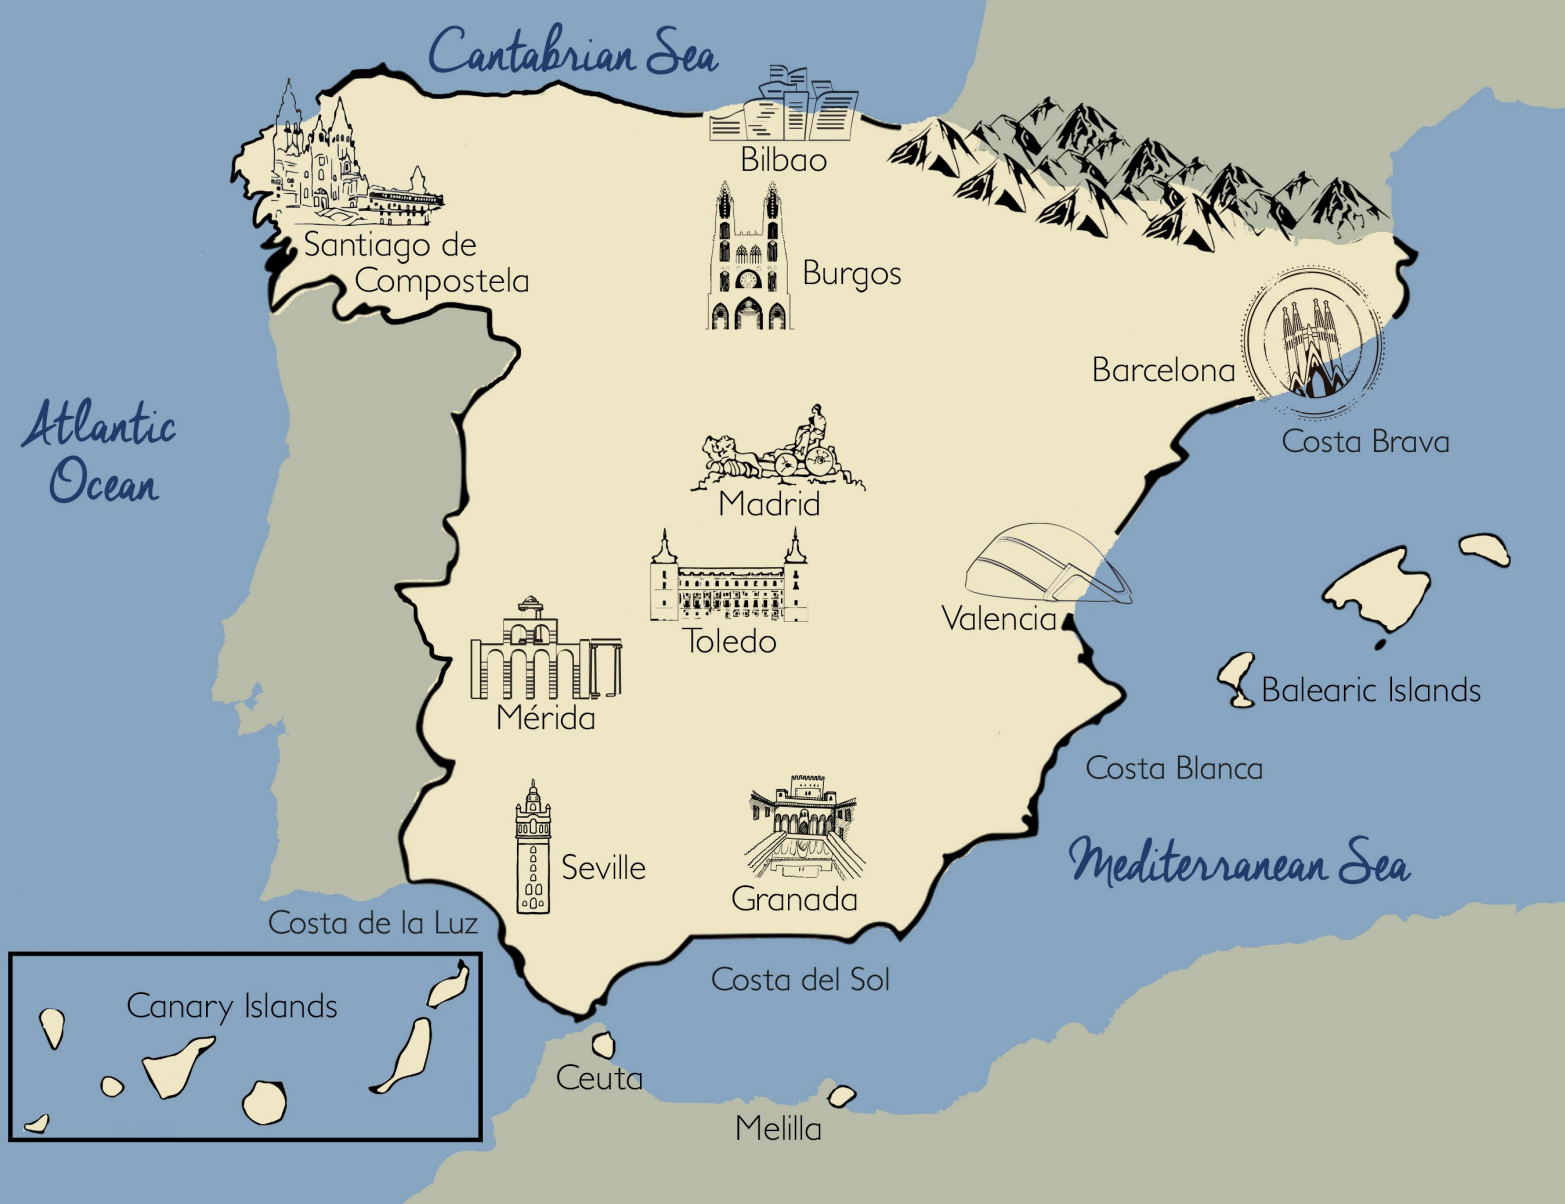 Cantabrian Sea
Bilbao
Santiago de
Compostela
Burgos
Barcelona
Atlantic
Ocean
Costa Brava
Madrid
Valencia
Toledo
Balearic Islands
Mérida
Costa Blanca
Mediterranean Sea
Seville
Granada
Costa de la Luz
Costa del Sol
Canary Islands
Ceuta
Melilla